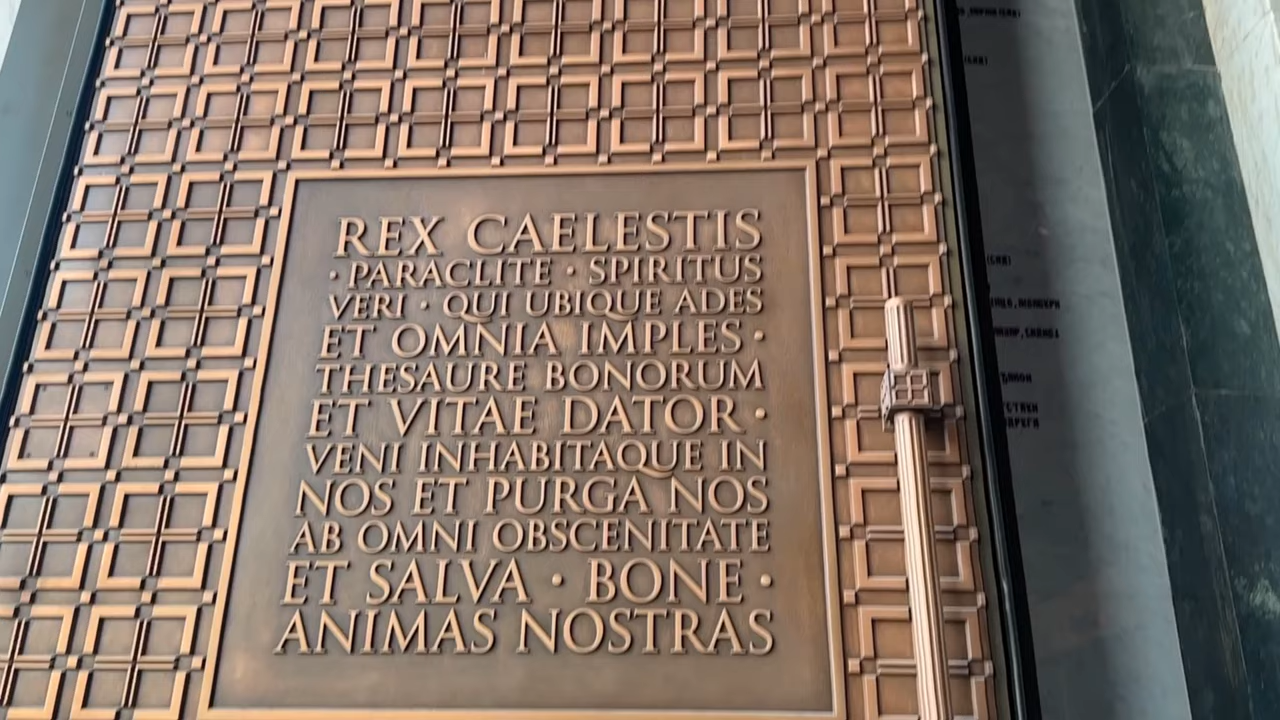 REX CAELESTIS
· PARACLITE · SPIRITUS
VERI · QUI UBIQUE ADES
ET OMNIA IMPLES ·
THESAURE BONORUM
ET VITAE DATOR ·
VENI INHABITAQUE IN
NOS ET PURGA NOS
AB OMNI OBSCENITATE
ET SALVA · BONE ·
ANIMAS NOSTRAS